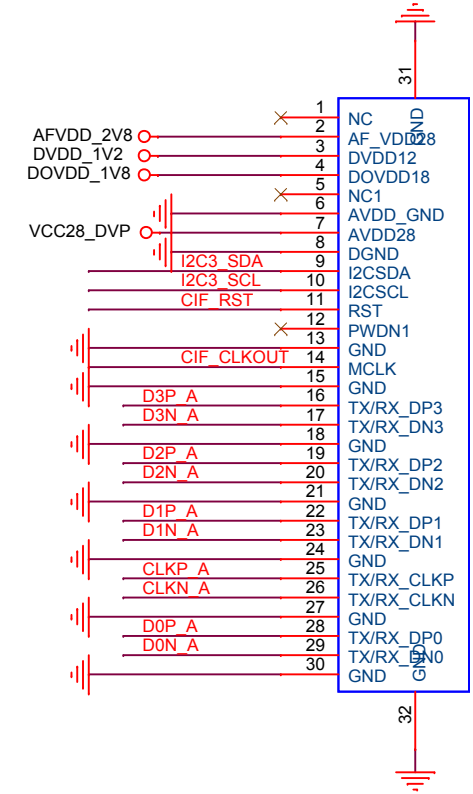 31
GND
1 NC
AFVDD_2V8 2 AF_VDD28
DVDD_1V2 3 DVDD12
DOVDD_1V8 4 DOVDD18
5 NC1
6 AVDD_GND
VCC28_DVP 7 AVDD28
8 DGND
I2C3_SDA 9 I2CSDA
I2C3_SCL 10 I2CSCL
CIF_RST 11 RST
12 PWDN1
13 GND
CIF_CLKOUT 14 MCLK
15 GND
D3P_A 16 TX/RX_DP3
D3N_A 17 TX/RX_DN3
18 GND
D2P_A 19 TX/RX_DP2
D2N_A 20 TX/RX_DN2
21 GND
D1P_A 22 TX/RX_DP1
D1N_A 23 TX/RX_DN1
24 GND
CLKP_A 25 TX/RX_CLKP
CLKN_A 26 TX/RX_CLKN
27 GND
D0P_A 28 TX/RX_DP0
D0N_A 29 TX/RX_DN0
30 GND
GND
32